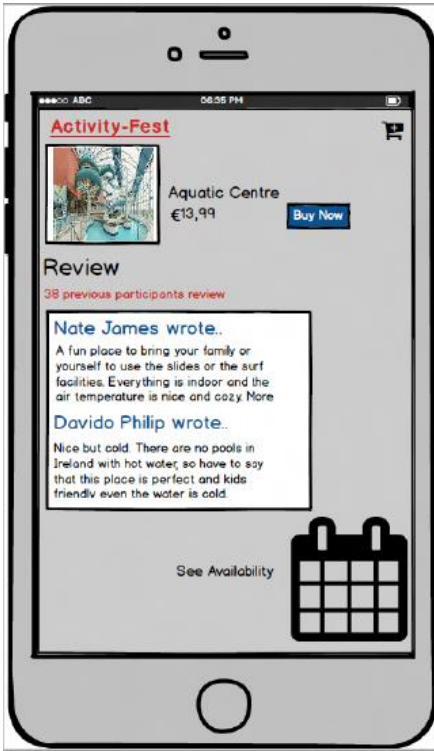 ABC 06:35 PM
Activity-Fest
Aquatic Centre
€13,99
Buy Now
Review
38 previous participants review
Nate James wrote..
A fun place to bring your family or
yourself to use the slides or the surf
facilities. Everything is indoor and the
air temperature is nice and cozy. More
Davido Philip wrote..
Nice but cold. There are no pools in
Ireland with hot water, so have to say
that this place is perfect and kids
friendly even the water is cold.
See Availability